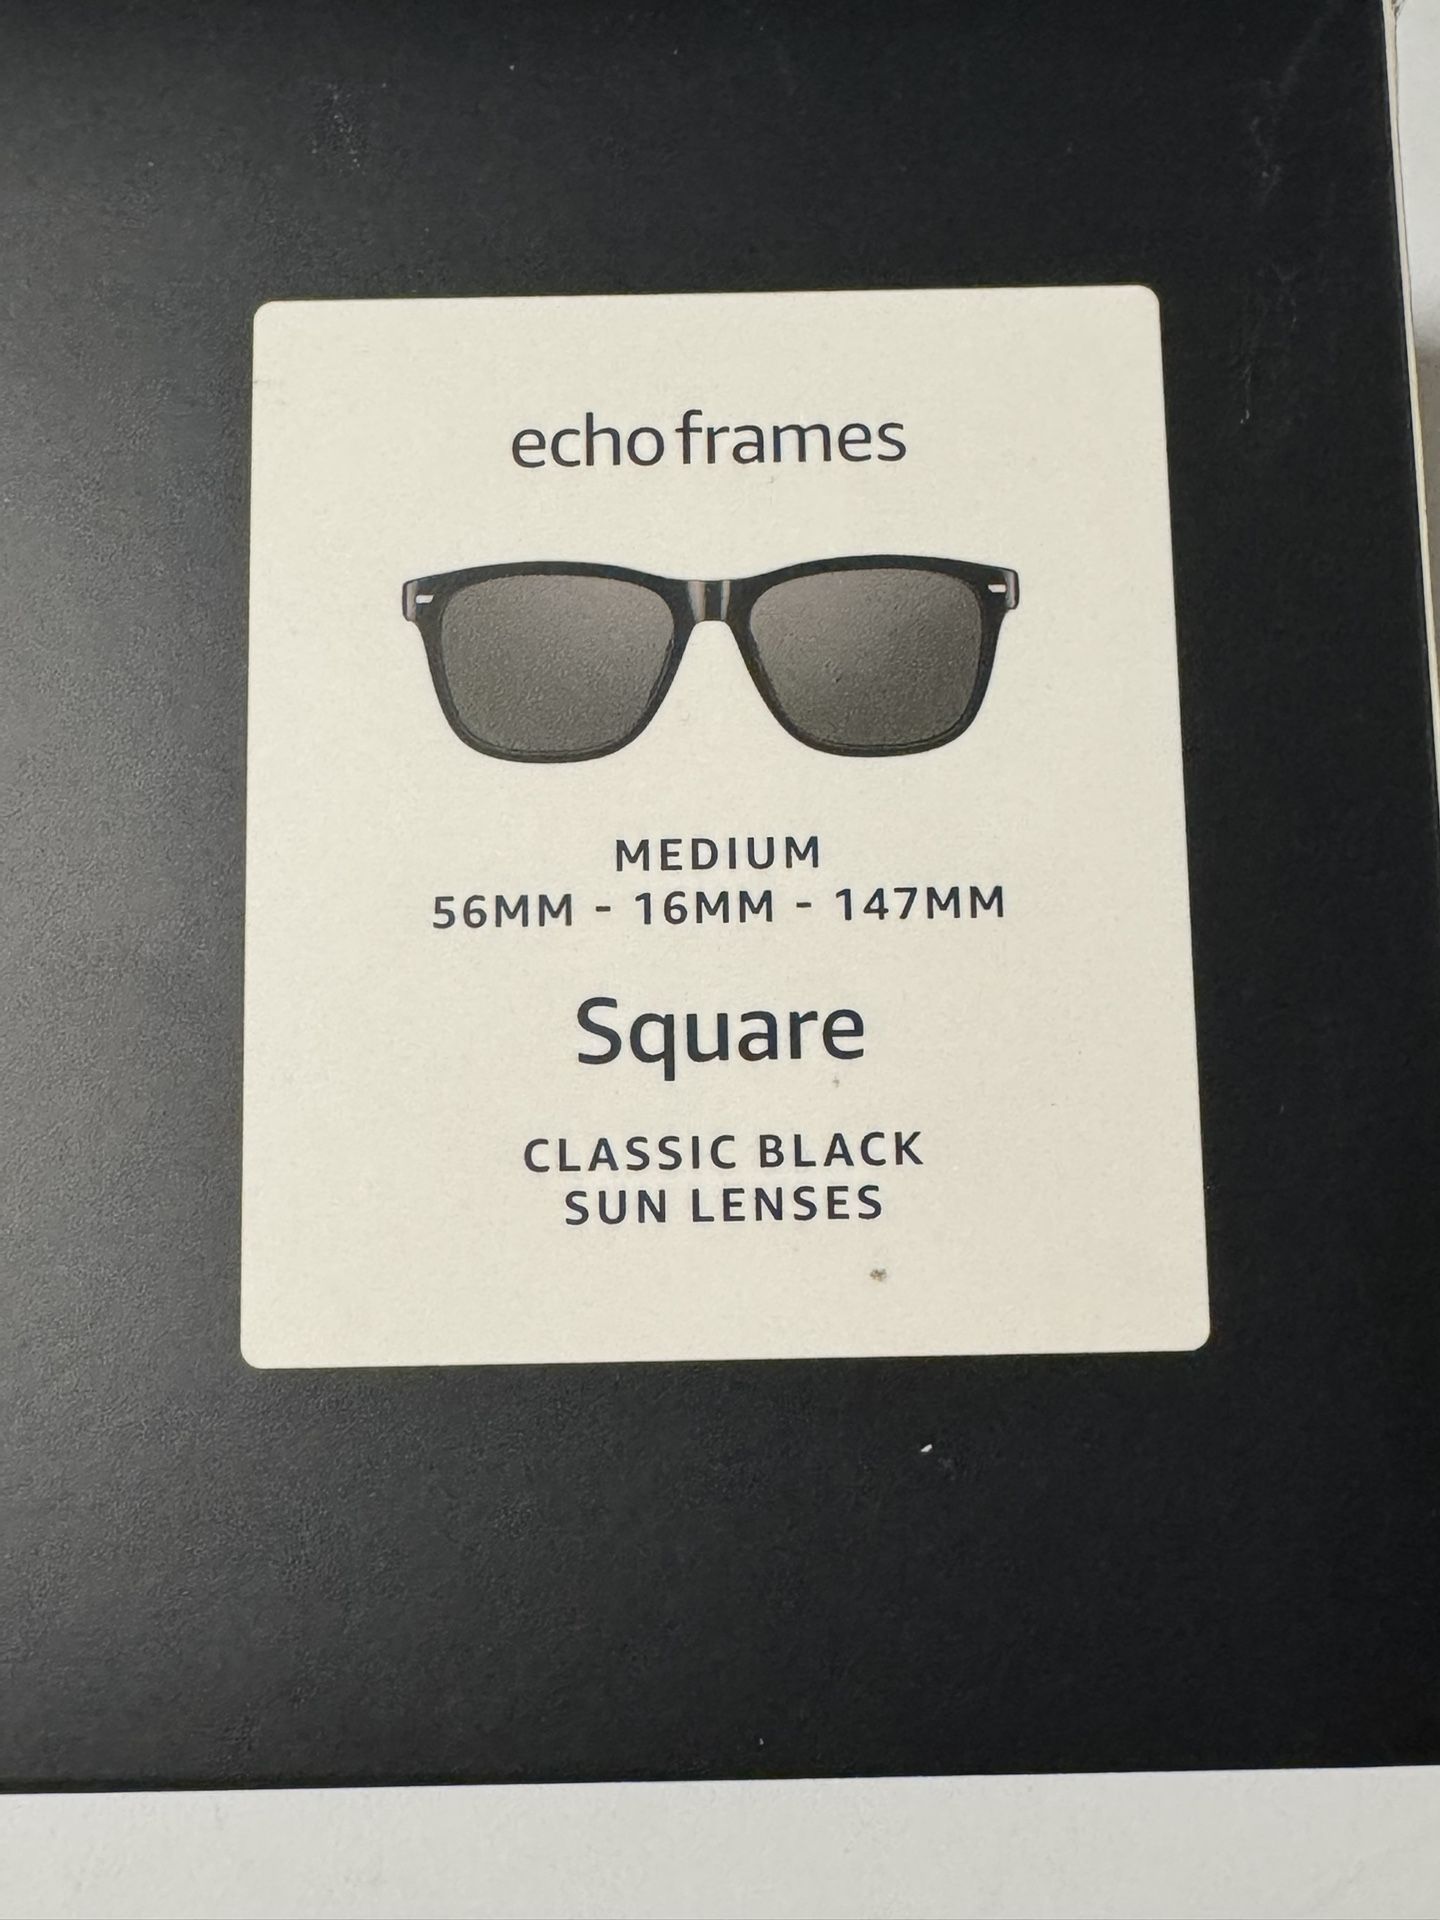 echo frames
MEDIUM
56MM - 16MM - 147MM
Square
CLASSIC BLACK
SUN LENSES